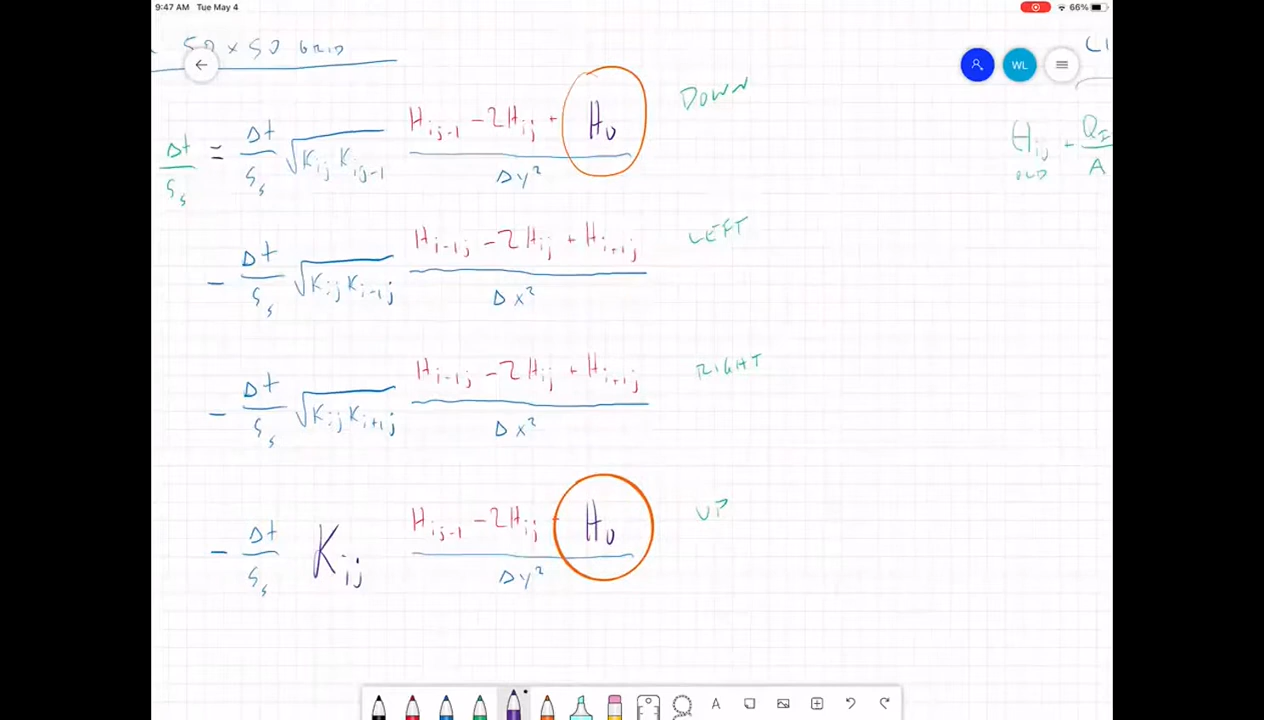 9:47 AM Tue May 4
66%
50 x 50 GRID
WL
Δt/Ss = Δt/Ss √(Kij Kij-1) (Hij-1 - 2Hij + H0)/Δy² DOWN
Hij OLD + /A
- Δt/Ss √(Kij Ki-1j) (Hi-1j - 2Hij + Hi+1j)/Δx² LEFT
- Δt/Ss √(Kij Ki+1j) (Hi-1j - 2Hij + Hi+1j)/Δx² RIGHT
- Δt/Ss Kij (Hij-1 - 2Hij + H0)/Δy² UP
A